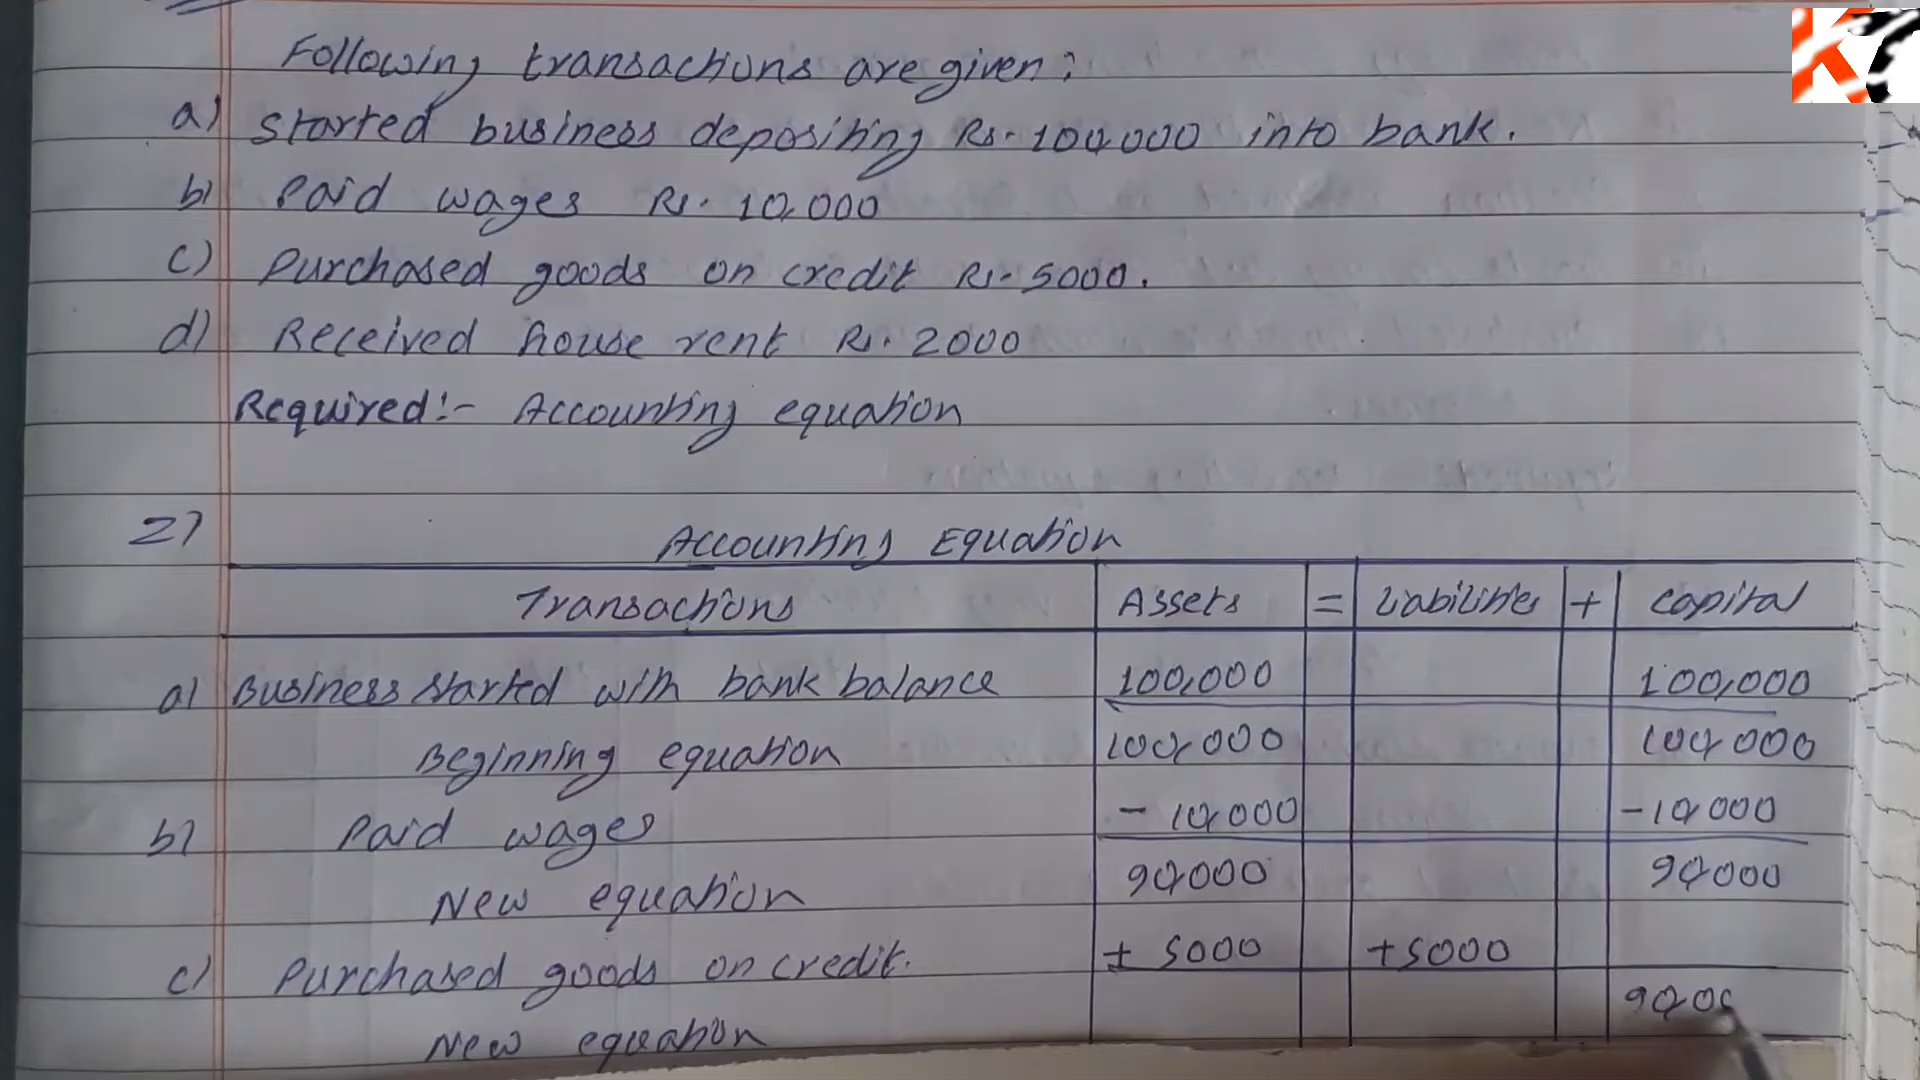 Following transactions are given:
a) Started business depositing Rs. 100,000 into bank.
b) Paid wages Rs. 10,000
c) Purchased goods on credit Rs. 5000.
d) Received house rent Rs. 2000
Required:- Accounting equation
2) Accounting Equation
Transactions Assets = Liabilities + Capital
a) Business started with bank balance 100,000 100,000
Beginning equation 100,000 100,000
b) Paid wages - 10,000 - 10,000
New equation 90,000 90,000
c) Purchased goods on credit. + 5000 +5000
New equation 90,00